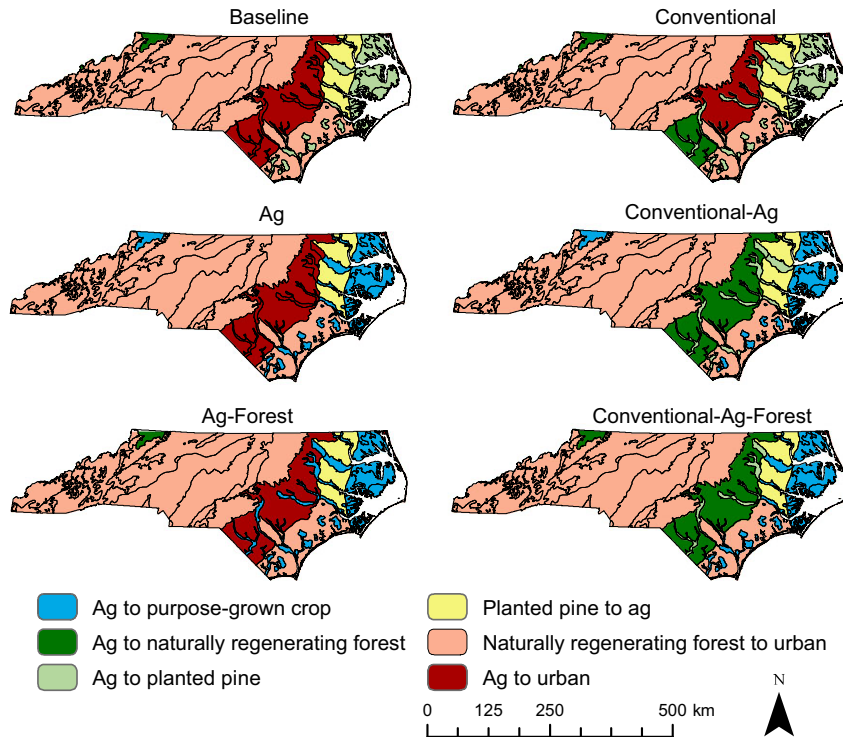 Baseline
Conventional
Ag
Conventional-Ag
Ag-Forest
Conventional-Ag-Forest
Ag to purpose-grown crop
Planted pine to ag
Ag to naturally regenerating forest
Naturally regenerating forest to urban
Ag to planted pine
Ag to urban
N
0 125 250 500 km